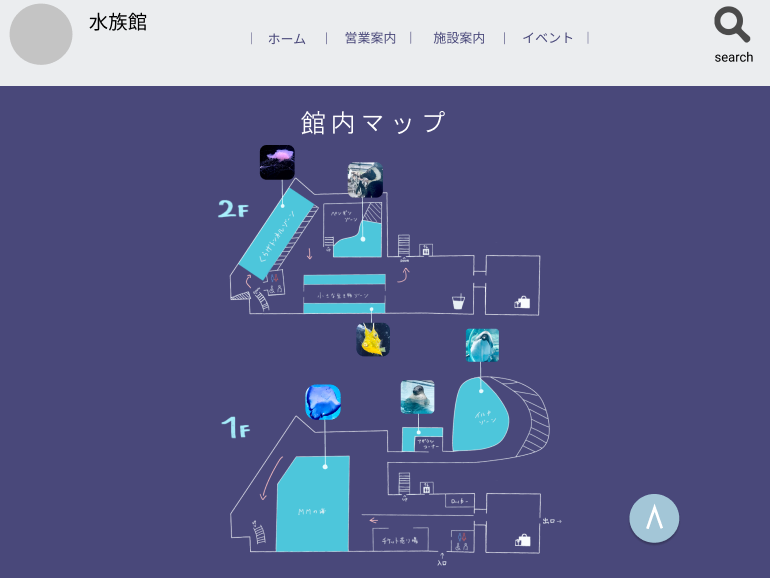 水族館
ホーム
営業案内
施設案内
イベント
search
館内マップ
2F
くらげトンネルゾーン
ペンギン
ゾーン
小さな生き物ゾーン
1F
イルカ
ゾーン
アザラシ
コーナー
ロッカー
出口→
チケット売り場
入口